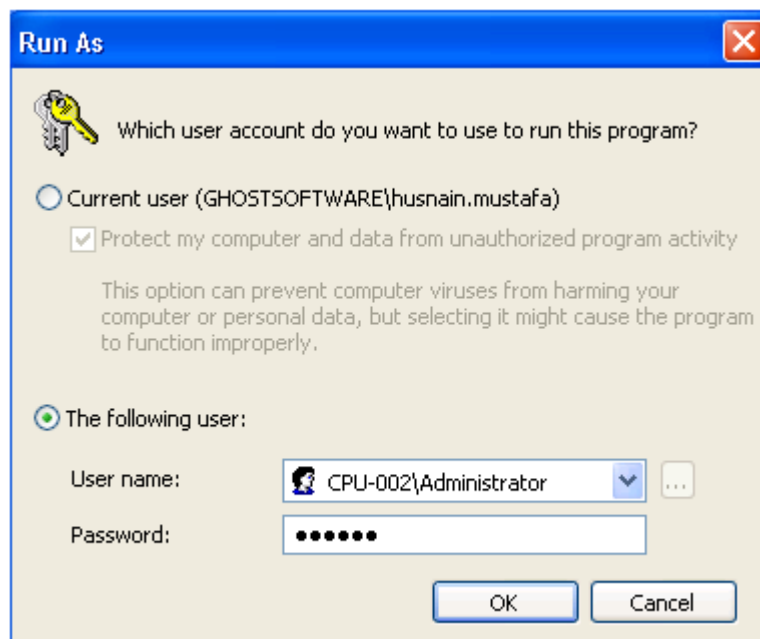 Run As
Which user account do you want to use to run this program?
Current user (GHOSTSOFTWARE\husnain.mustafa)
Protect my computer and data from unauthorized program activity
This option can prevent computer viruses from harming your
computer or personal data, but selecting it might cause the program
to function improperly.
The following user:
User name:
CPU-002\Administrator
...
Password:
●●●●●●
OK
Cancel